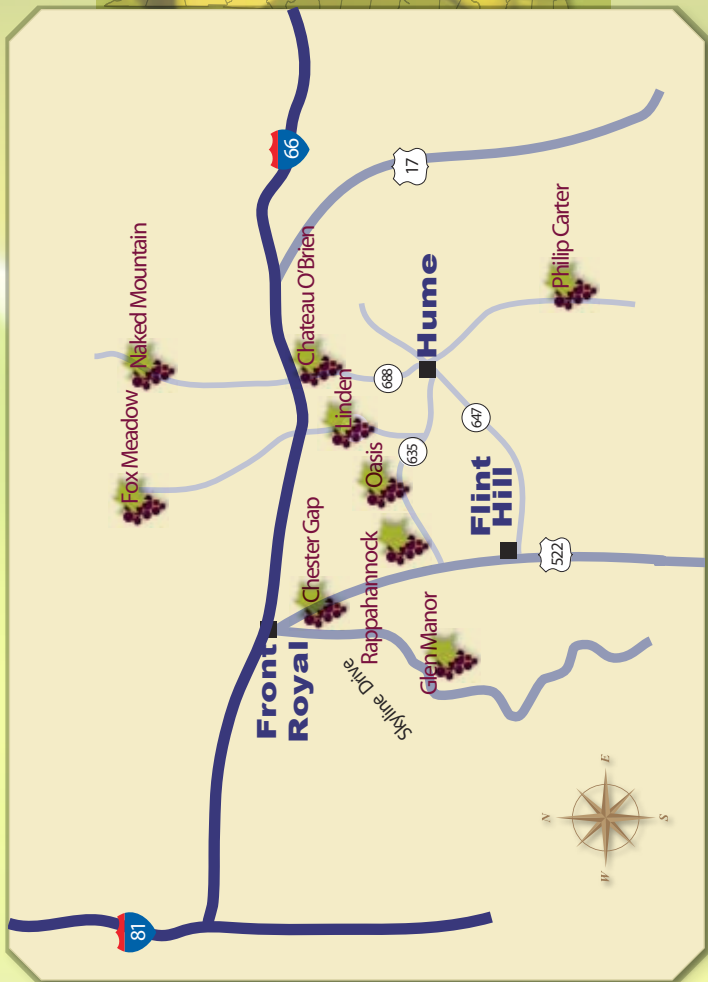 66
17
Naked Mountain
Chateau O'Brien
Philip Carter
Hume
688
Linden
Fox Meadow
647
635
Oasis
Flint
Hill
Chester Gap
Rappahannock
522
Glen Manor
Front
Royal
Skyline Drive
81
N
E
S
W